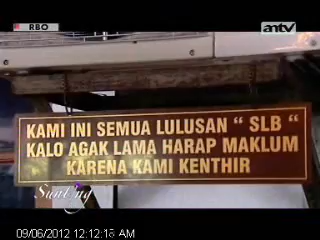 RBO
antv
KAMI INI SEMUA LULUSAN " SLB "
KALO AGAK LAMA HARAP MAKLUM
KARENA KAMI KENTHIR
09/06/2012 12:12:18 AM